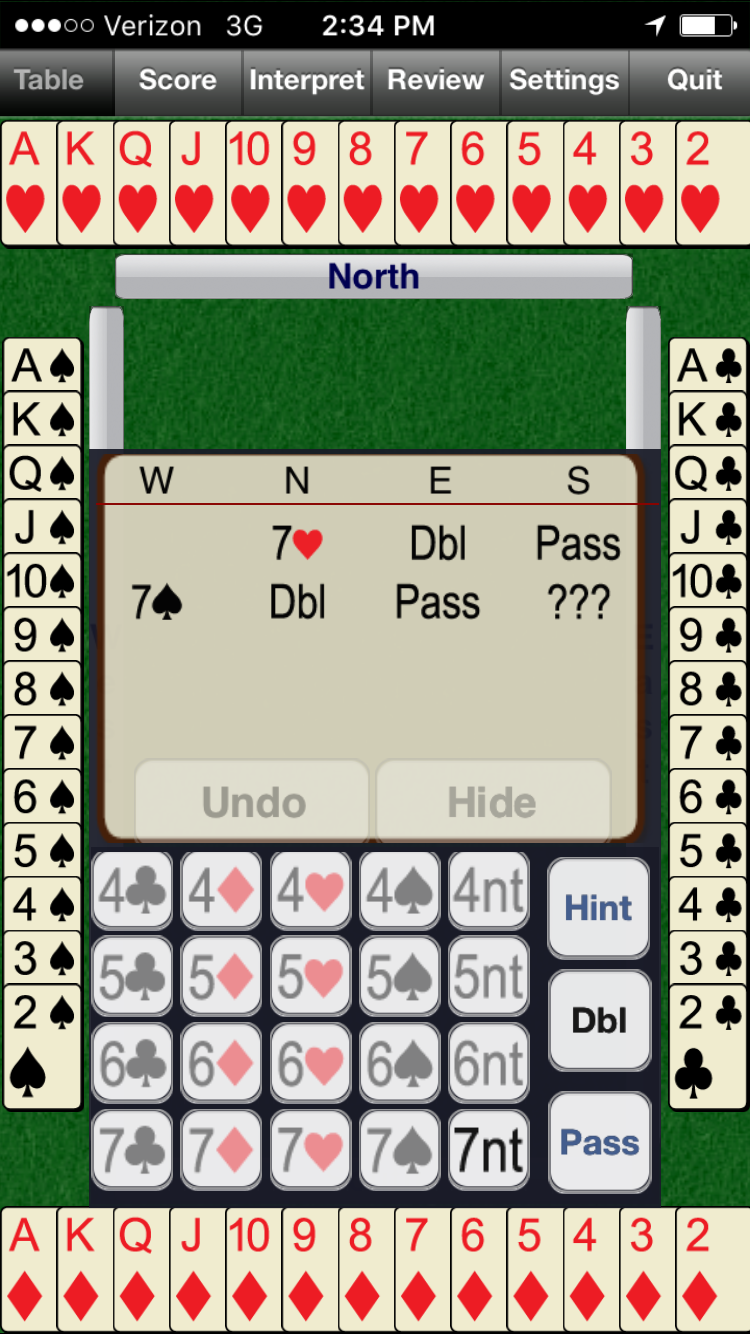 Verizon 3G 2:34 PM
Table Score Interpret Review Settings Quit
A K Q J 10 9 8 7 6 5 4 3 2
North
A
K
Q
J
10
9
8
7
6
5
4
3
2
W N E S
7♥ Dbl Pass
7♠ Dbl Pass ???
Undo Hide
A
K
Q
J
10
9
8
7
6
5
4
3
2
4♣ 4♦ 4♥ 4♠ 4nt
Hint
5♣ 5♦ 5♥ 5♠ 5nt
Dbl
6♣ 6♦ 6♥ 6♠ 6nt
7♣ 7♦ 7♥ 7♠ 7nt
Pass
A K Q J 10 9 8 7 6 5 4 3 2